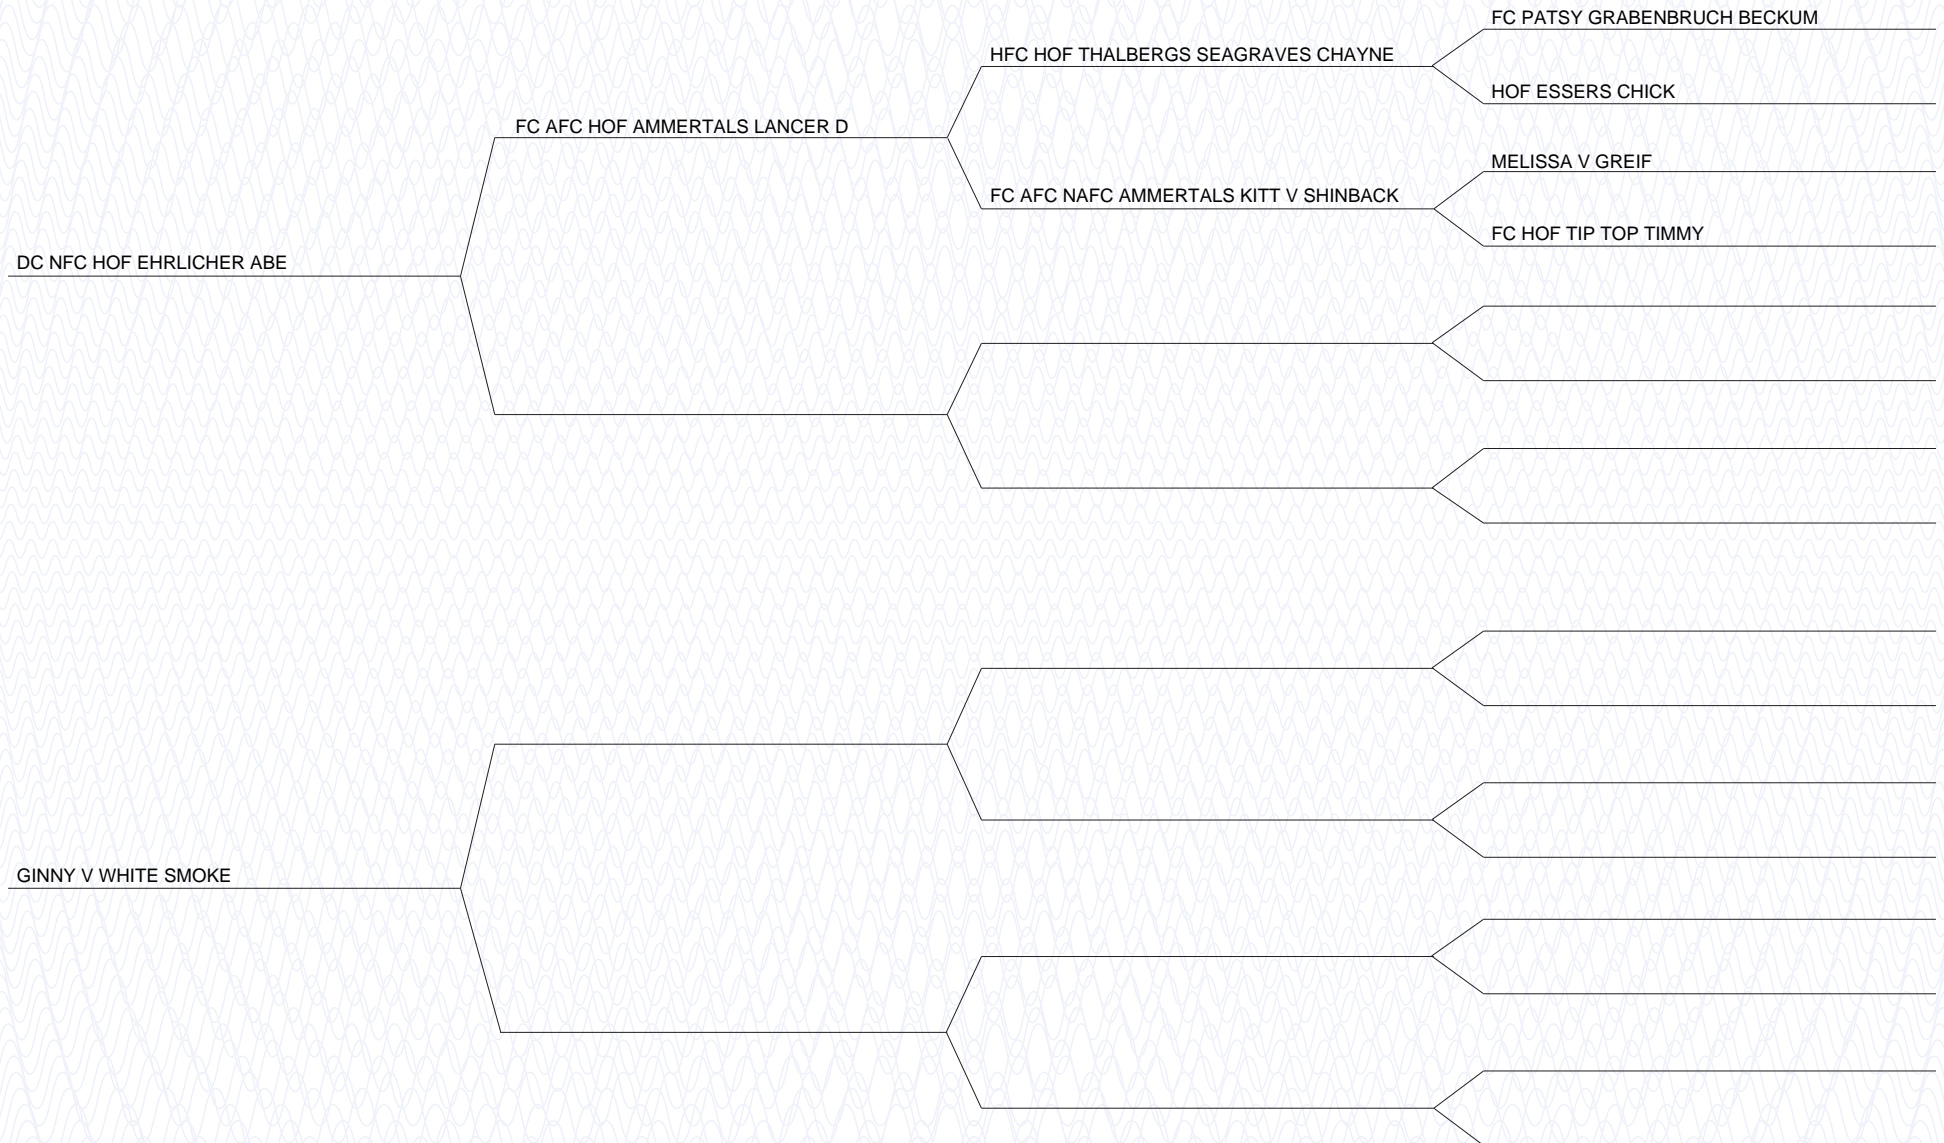 FC PATSY GRABENBRUCH BECKUM
HFC HOF THALBERGS SEAGRAVES CHAYNE
HOF ESSERS CHICK
FC AFC HOF AMMERTALS LANCER D
MELISSA V GREIF
FC AFC NAFC AMMERTALS KITT V SHINBACK
FC HOF TIP TOP TIMMY
DC NFC HOF EHRLICHER ABE
GINNY V WHITE SMOKE